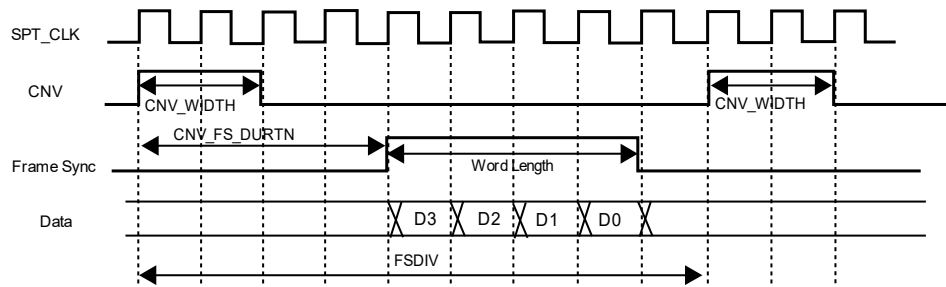 SPT_CLK
CNV
CNV_WIDTH
CNV_WIDTH
CNV_FS_DURTN
Frame Sync
Word Length
Data
D3
D2
D1
D0
FSDIV